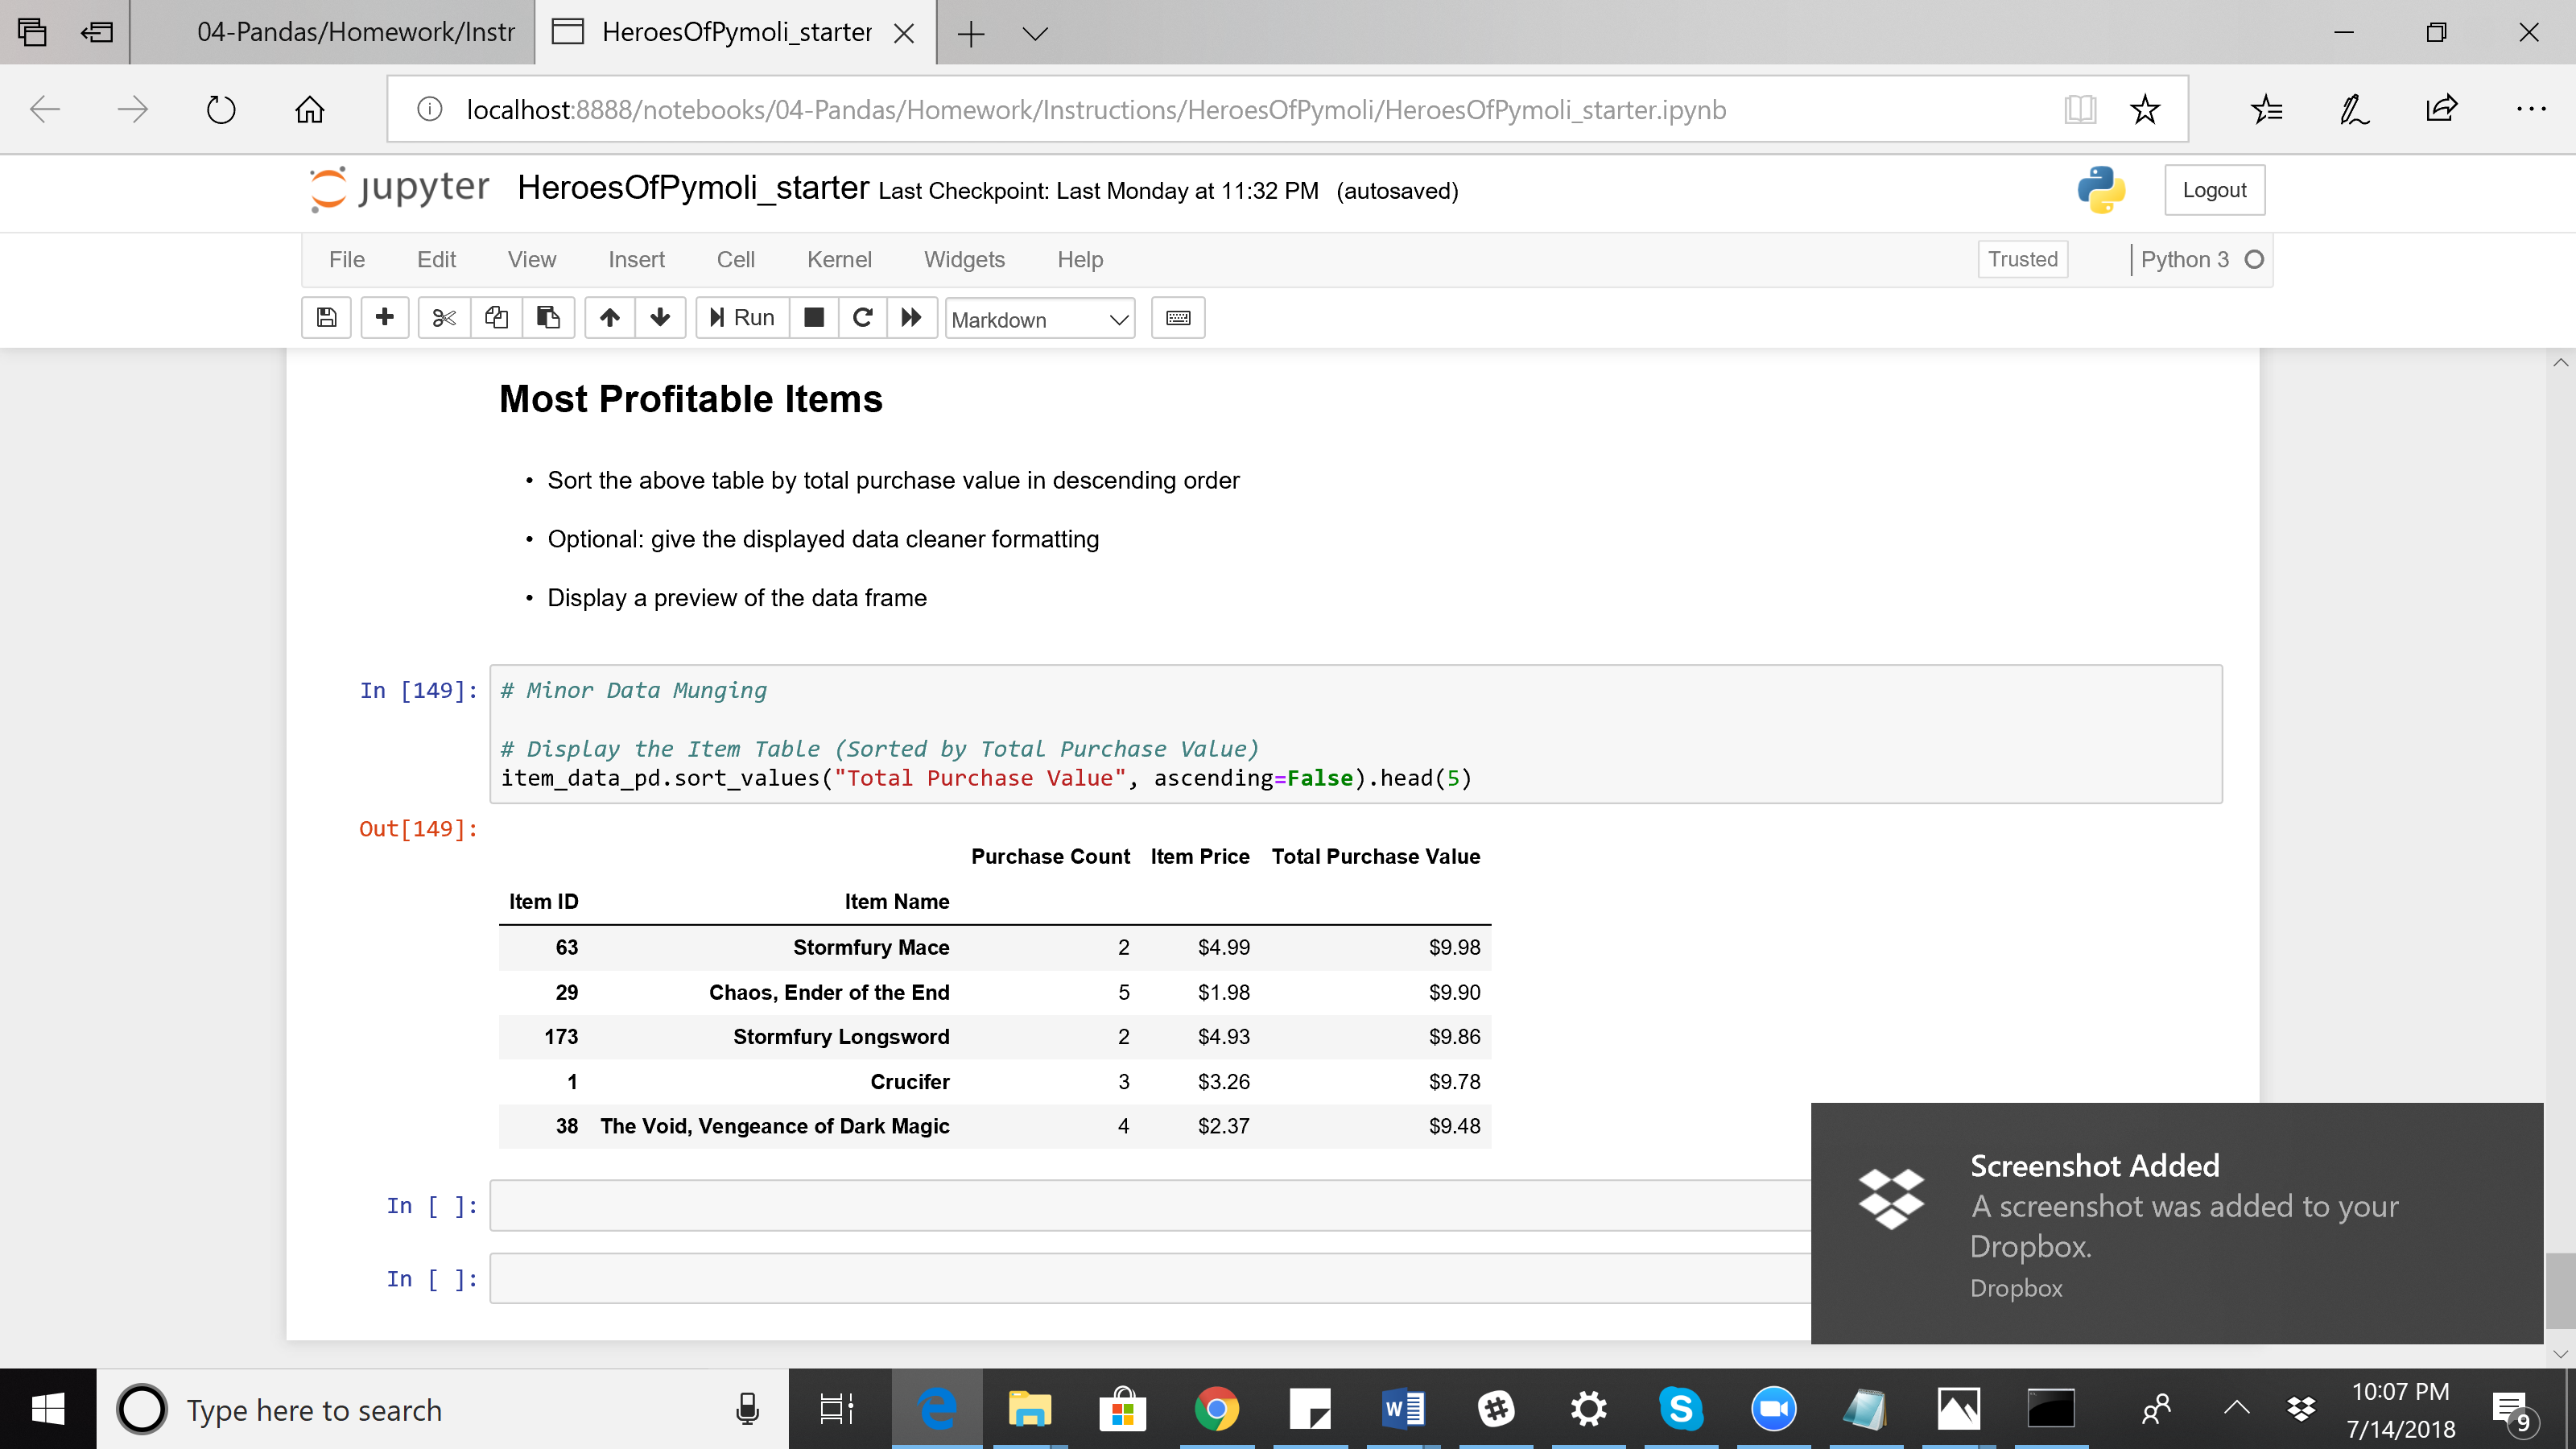 04-Pandas/Homework/Instr
HeroesOfPymoli_starter
localhost:8888/notebooks/04-Pandas/Homework/Instructions/HeroesOfPymoli/HeroesOfPymoli_starter.ipynb
jupyter HeroesOfPymoli_starter Last Checkpoint: Last Monday at 11:32 PM (autosaved)
Logout
File Edit View Insert Cell Kernel Widgets Help
Trusted
Python 3
Run
Markdown
Most Profitable Items
• Sort the above table by total purchase value in descending order
• Optional: give the displayed data cleaner formatting
• Display a preview of the data frame
In [149]:
# Minor Data Munging
# Display the Item Table (Sorted by Total Purchase Value)
item_data_pd.sort_values("Total Purchase Value", ascending=False).head(5)
Out[149]:
Purchase Count Item Price Total Purchase Value
Item ID Item Name
63 Stormfury Mace 2 $4.99 $9.98
29 Chaos, Ender of the End 5 $1.98 $9.90
173 Stormfury Longsword 2 $4.93 $9.86
1 Crucifer 3 $3.26 $9.78
38 The Void, Vengeance of Dark Magic 4 $2.37 $9.48
In [ ]:
In [ ]:
Screenshot Added
A screenshot was added to your
Dropbox.
Dropbox
Type here to search
10:07 PM
7/14/2018
9